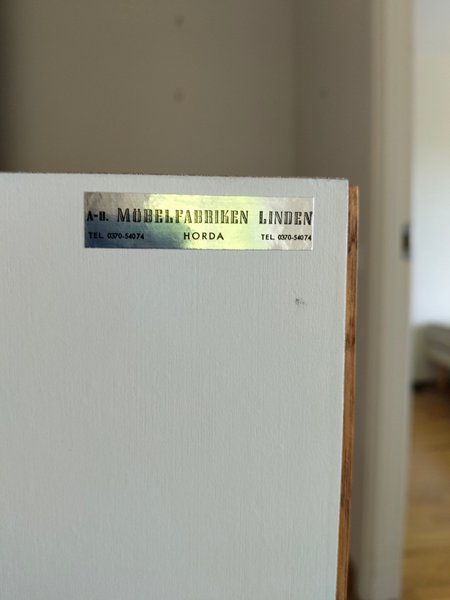 A-B. MÖBELFABRIKEN LINDEN
TEL. 0370-54074 HORDA TEL. 0370-54074